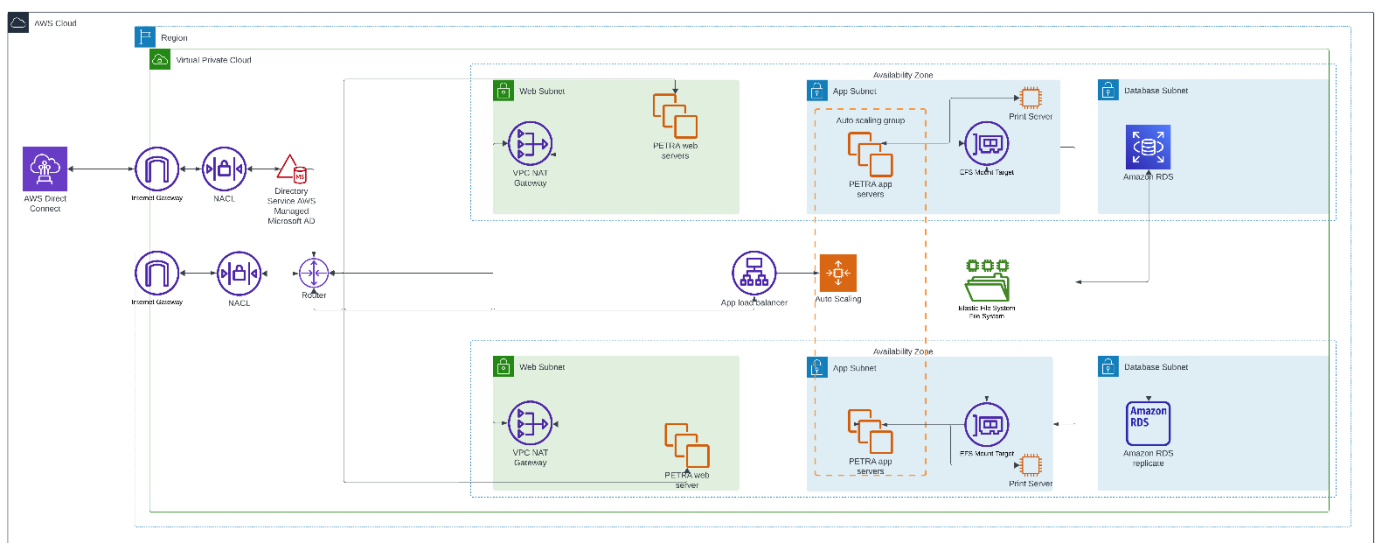 AWS Cloud
Region
Virtual Private Cloud
Availability Zone
Web Subnet
PETRA web
servers
VPC NAT
Gateway
App Subnet
Auto scaling group
PETRA app
servers
Print Server
EFS Mount Target
Database Subnet
Amazon RDS
AWS Direct
Connect
Internet Gateway
NACL
MS
Directory
Service AWS
Managed
Microsoft AD
Internet Gateway
NACL
Router
App load balancer
Auto Scaling
Elastic File System
File System
Availability Zone
Web Subnet
VPC NAT
Gateway
PETRA web
server
App Subnet
PETRA app
servers
EFS Mount Target
Print Server
Database Subnet
Amazon
RDS
Amazon RDS
replicate